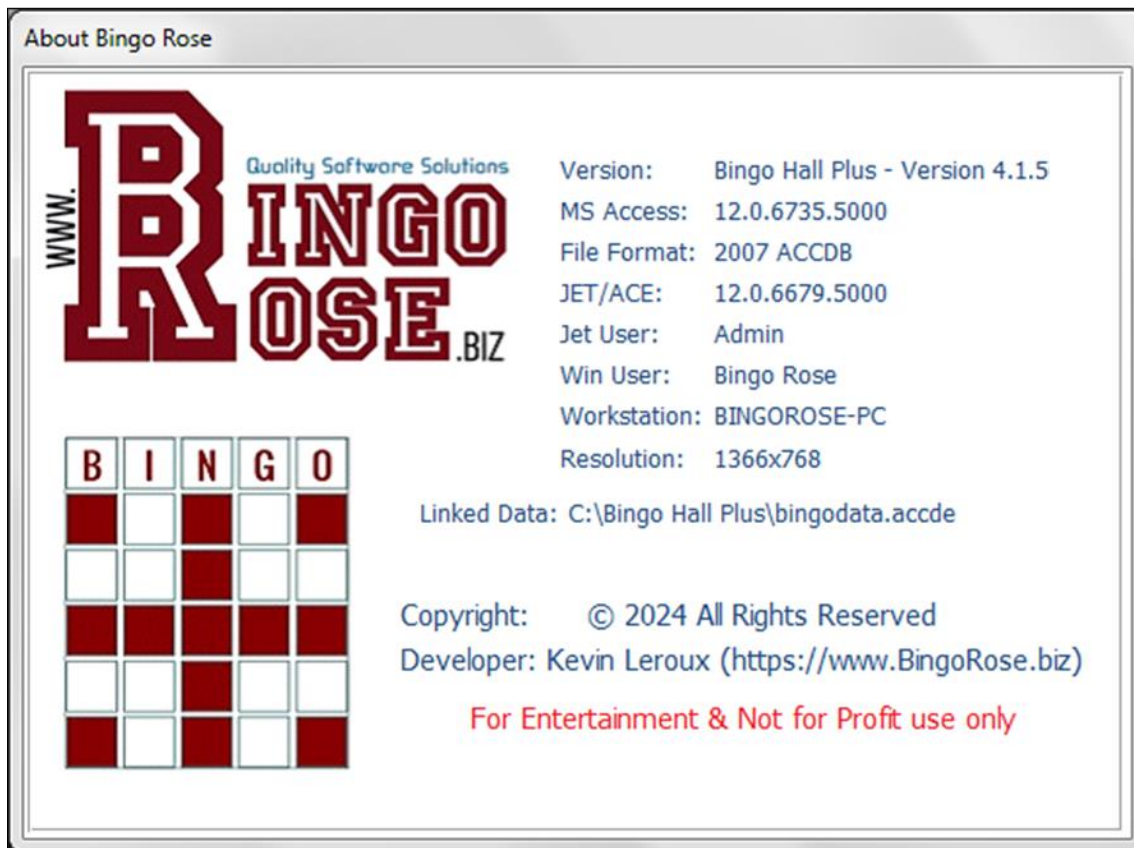 About Bingo Rose
www.
Quality Software Solutions
BINGO
ROSE.BIZ
Version: Bingo Hall Plus - Version 4.1.5
MS Access: 12.0.6735.5000
File Format: 2007 ACCDB
JET/ACE: 12.0.6679.5000
Jet User: Admin
Win User: Bingo Rose
Workstation: BINGOROSE-PC
Resolution: 1366x768
Linked Data: C:\Bingo Hall Plus\bingodata.accde
B I N G O
Copyright: © 2024 All Rights Reserved
Developer: Kevin Leroux (https://www.BingoRose.biz)
For Entertainment & Not for Profit use only